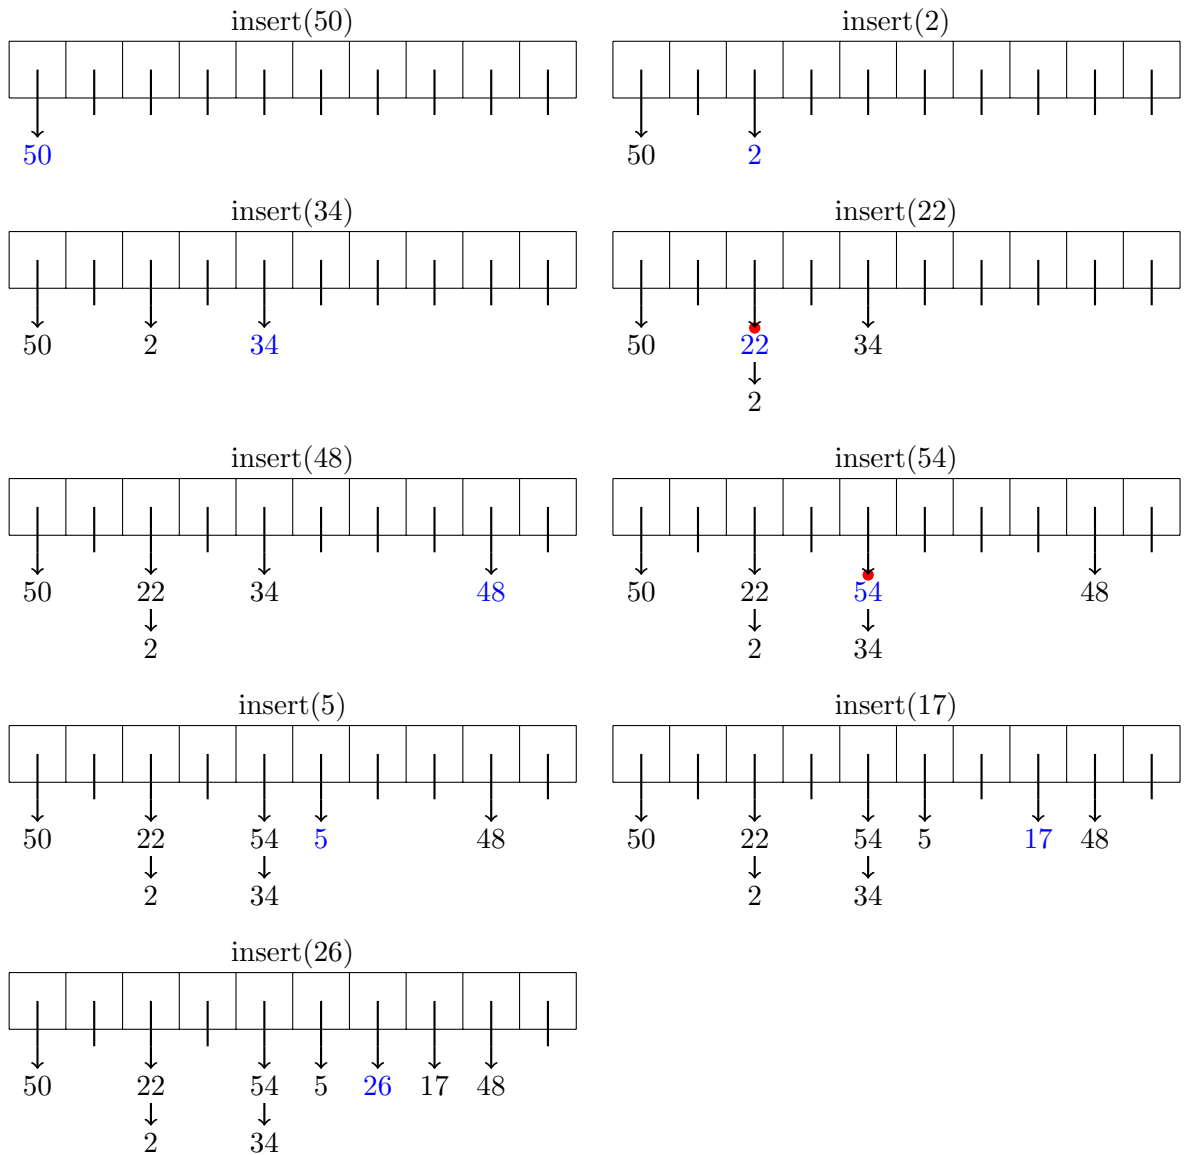 insert(50)
50
insert(2)
50 2
insert(34)
50 2 34
insert(22)
50 22 34
2
insert(48)
50 22 34 48
2
insert(54)
50 22 54 48
2 34
insert(5)
50 22 54 5 48
2 34
insert(17)
50 22 54 5 17 48
2 34
insert(26)
50 22 54 5 26 17 48
2 34